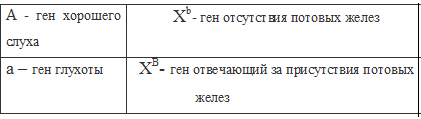 А - ген хорошего
слуха
Xᵇ- ген отсутствия потовых желез
а – ген глухоты
Xᴮ- ген отвечающий за присутствия потовых
желез